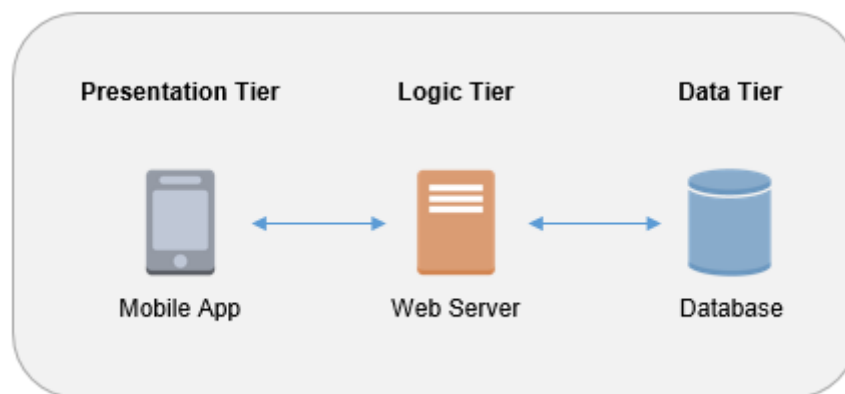 Presentation Tier
Logic Tier
Data Tier
Mobile App
Web Server
Database